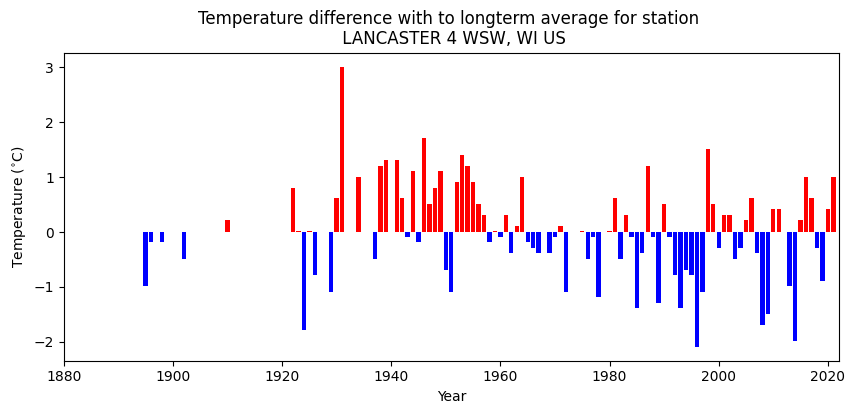 Temperature difference with to longterm average for station
LANCASTER 4 WSW, WI US
3
2
1
0
−1
−2
Temperature (°C)
1880 1900 1920 1940 1960 1980 2000 2020
Year